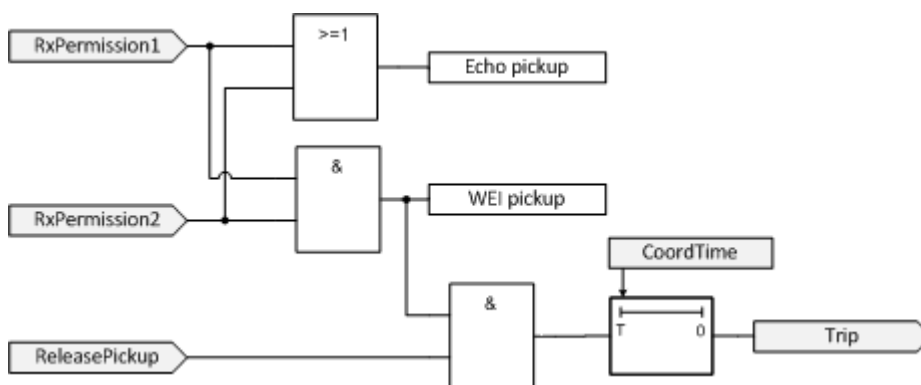 RxPermission1
>=1
Echo pickup
&
RxPermission2
WEI pickup
CoordTime
&
T 0
ReleasePickup
Trip